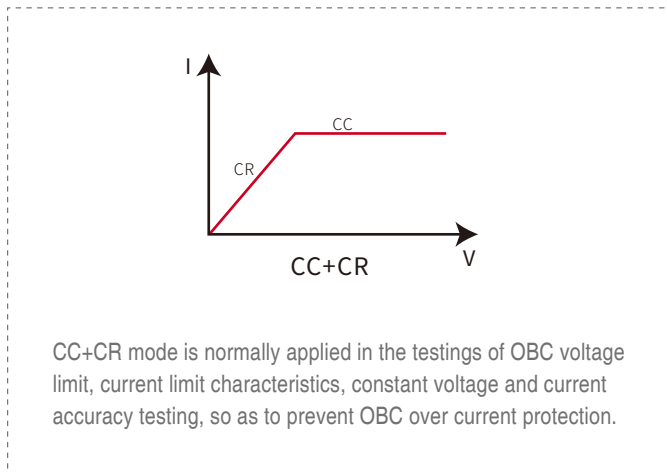 I
CC
CR
V
CC+CR
CC+CR mode is normally applied in the testings of OBC voltage
limit, current limit characteristics, constant voltage and current
accuracy testing, so as to prevent OBC over current protection.